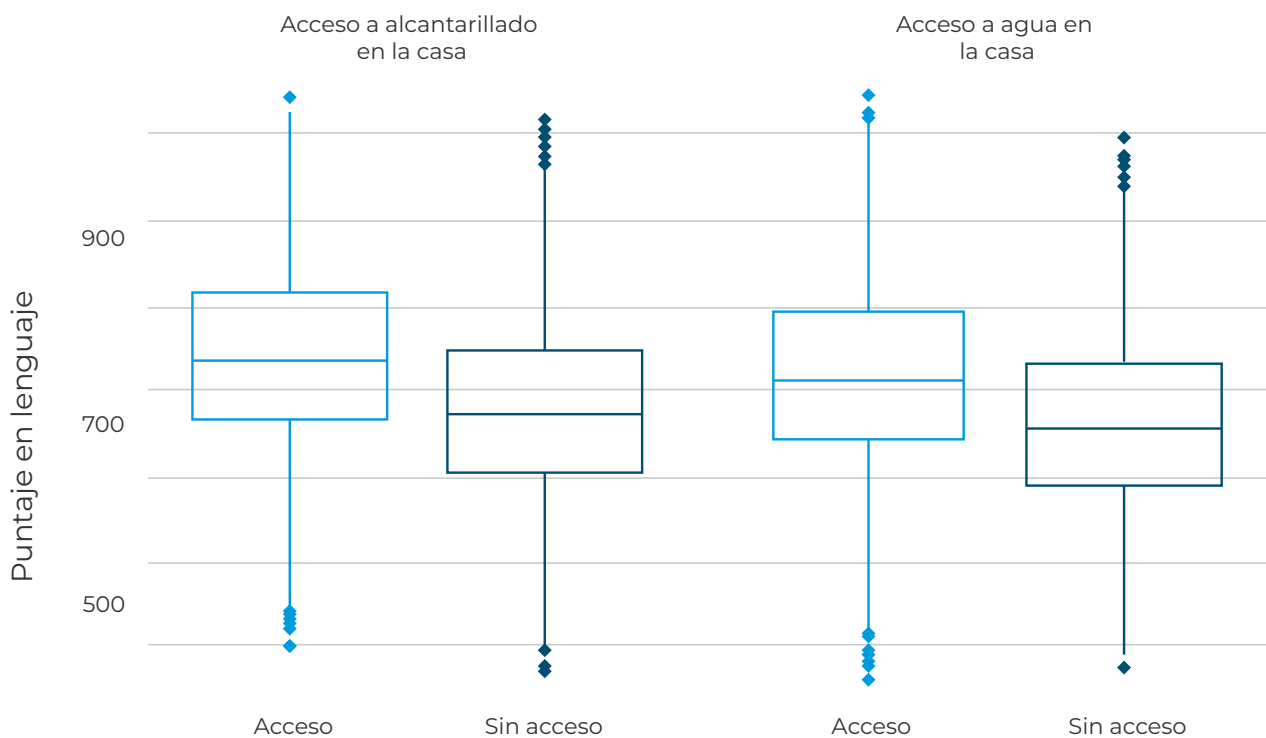 Acceso a alcantarillado
en la casa
Acceso a agua en
la casa
Puntaje en lenguaje
900
700
500
Acceso
Sin acceso
Acceso
Sin acceso